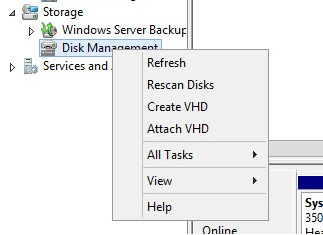 Storage
Windows Server Backup
Disk Management
Services and
Refresh
Rescan Disks
Create VHD
Attach VHD
All Tasks
View
Help
Sys
350
Hea
Online